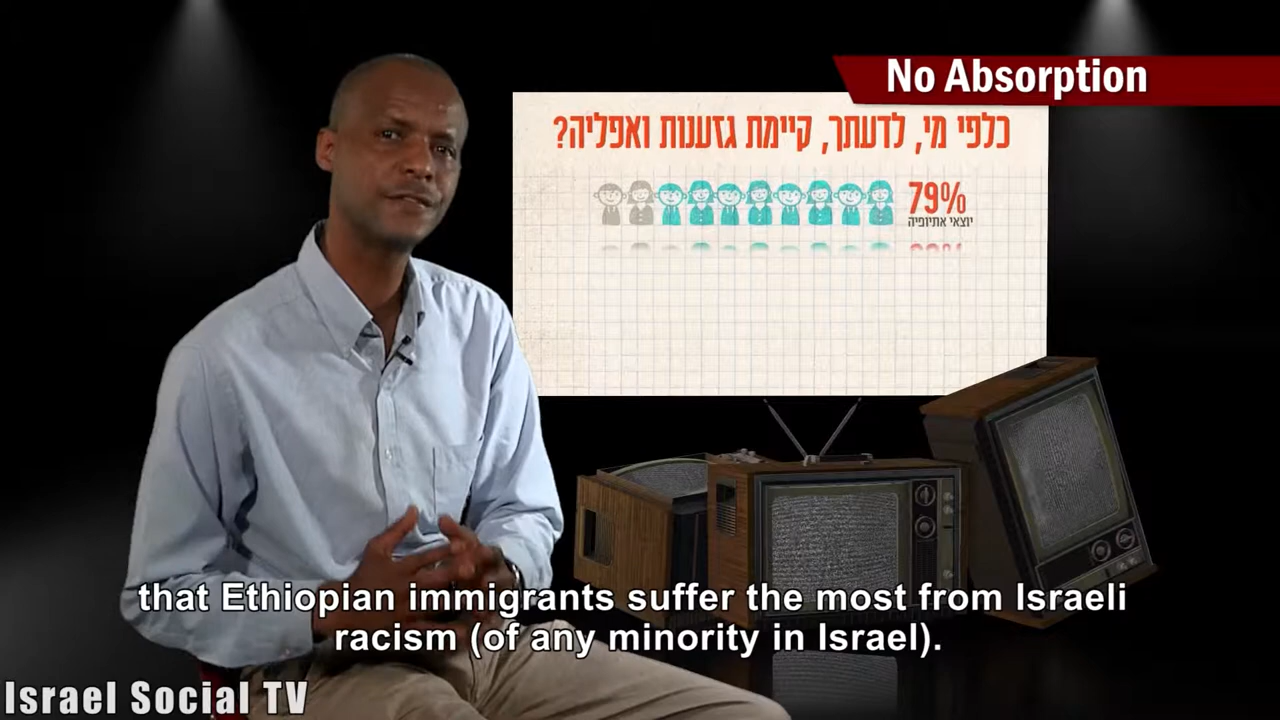 No Absorption
כלפי מי, לדעתך, קיימת גזענות ואפליה?
79%
יוצאי אתיופיה
that Ethiopian immigrants suffer the most from Israeli
racism (of any minority in Israel).
Israel Social TV